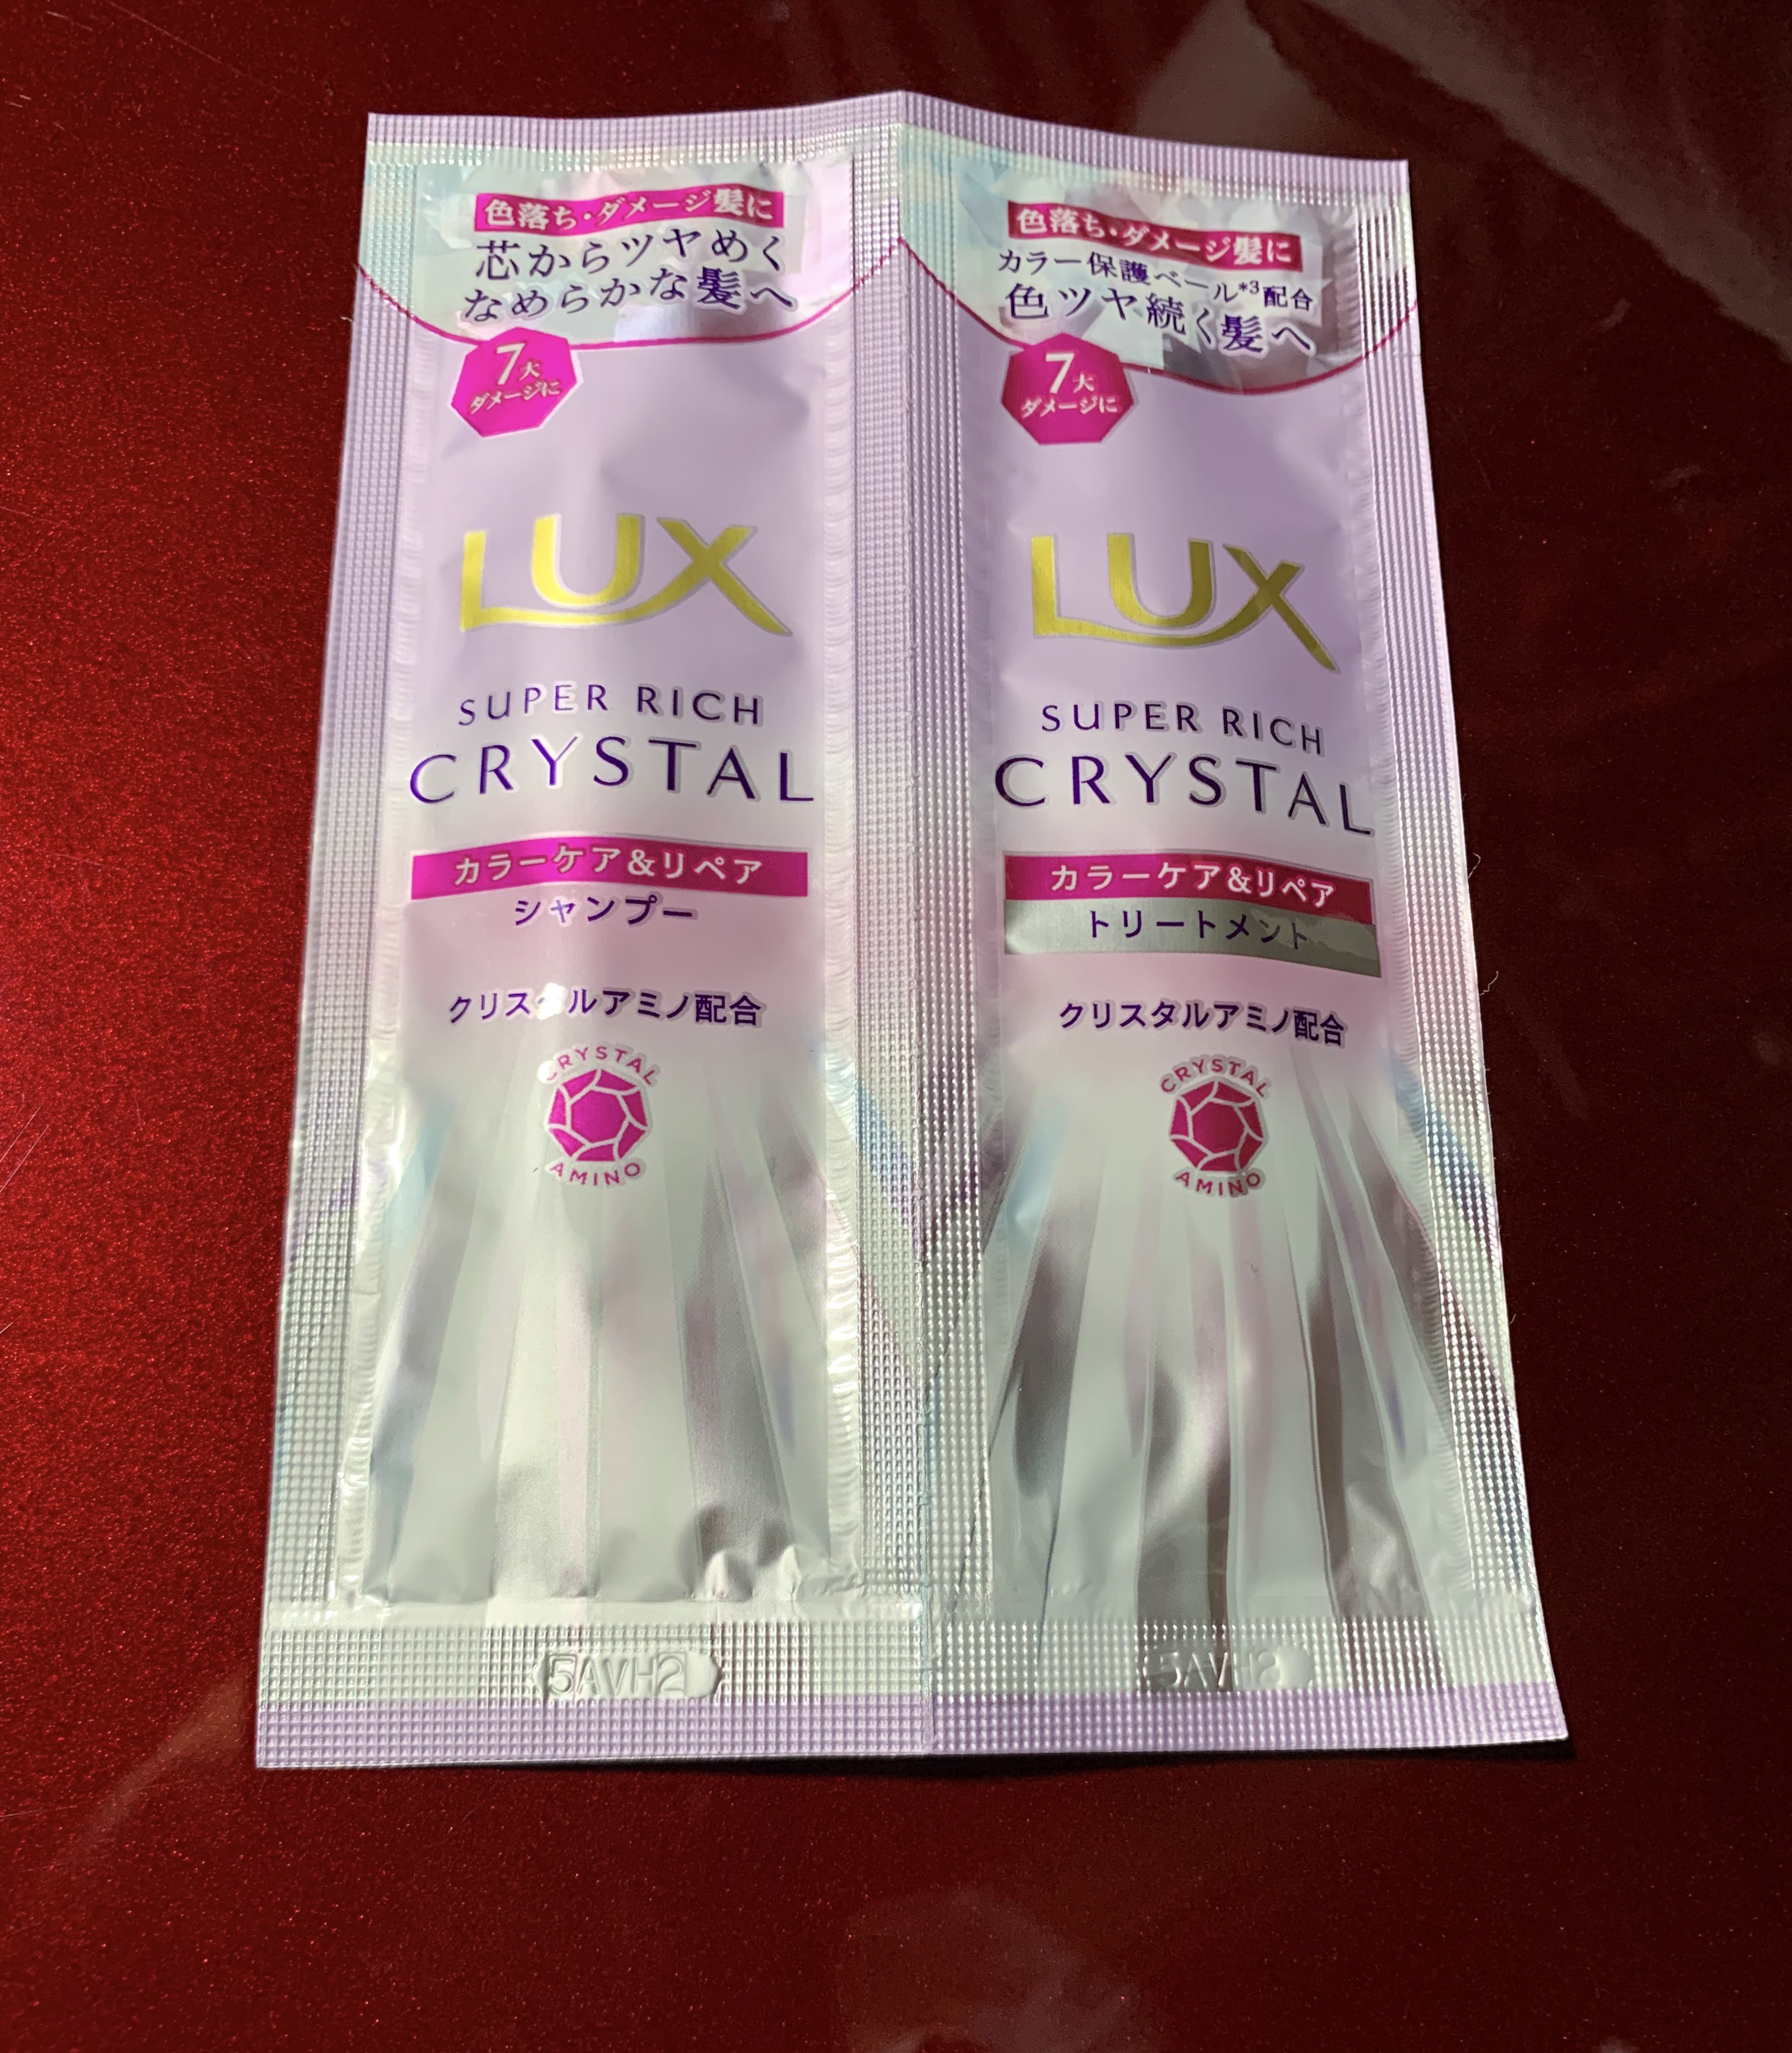 色落ち・ダメージ髪に
芯からツヤめく
なめらかな髪へ
7大
ダメージに
LUX
SUPER RICH
CRYSTAL
カラーケア&リペア
シャンプー
クリスタルアミノ配合
CRYSTAL
AMINO
5AVH2
色落ち・ダメージ髪に
カラー保護ベール*3配合
色ツヤ続く髪へ
7大
ダメージに
LUX
SUPER RICH
CRYSTAL
カラーケア&リペア
トリートメント
クリスタルアミノ配合
CRYSTAL
AMINO
5AVH2